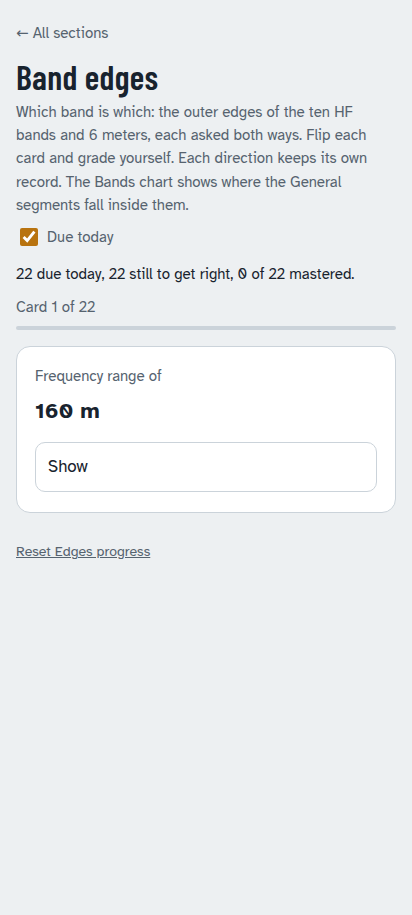 ← All sections
Band edges
Which band is which: the outer edges of the ten HF
bands and 6 meters, each asked both ways. Flip each
card and grade yourself. Each direction keeps its own
record. The Bands chart shows where the General
segments fall inside them.
Due today
22 due today, 22 still to get right, 0 of 22 mastered.
Card 1 of 22
Frequency range of
160 m
Show
Reset Edges progress